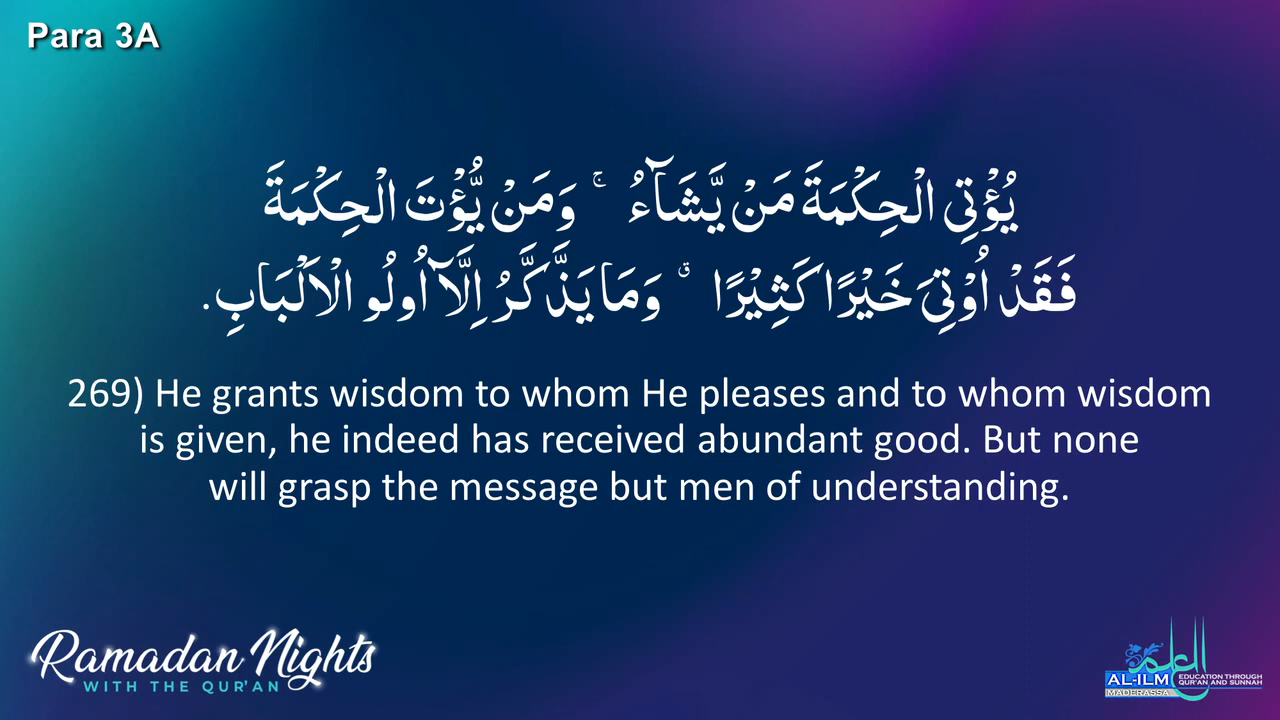 Para 3A
يُؤْتِي الْحِكْمَةَ مَنْ يَّشَآءُ ۚ وَمَنْ يُّؤْتَ الْحِكْمَةَ
فَقَدْ اُوْتِيَ خَيْرًا كَثِيْرًا ۗ وَمَا يَذَّكَّرُ اِلَّآ اُولُو الْاَلْبَابِ.
269) He grants wisdom to whom He pleases and to whom wisdom
is given, he indeed has received abundant good. But none
will grasp the message but men of understanding.
Ramadan Nights
WITH THE QUR'AN
العلم
AL-ILM
MADERASSA
EDUCATION THROUGH
QUR'AN AND SUNNAH